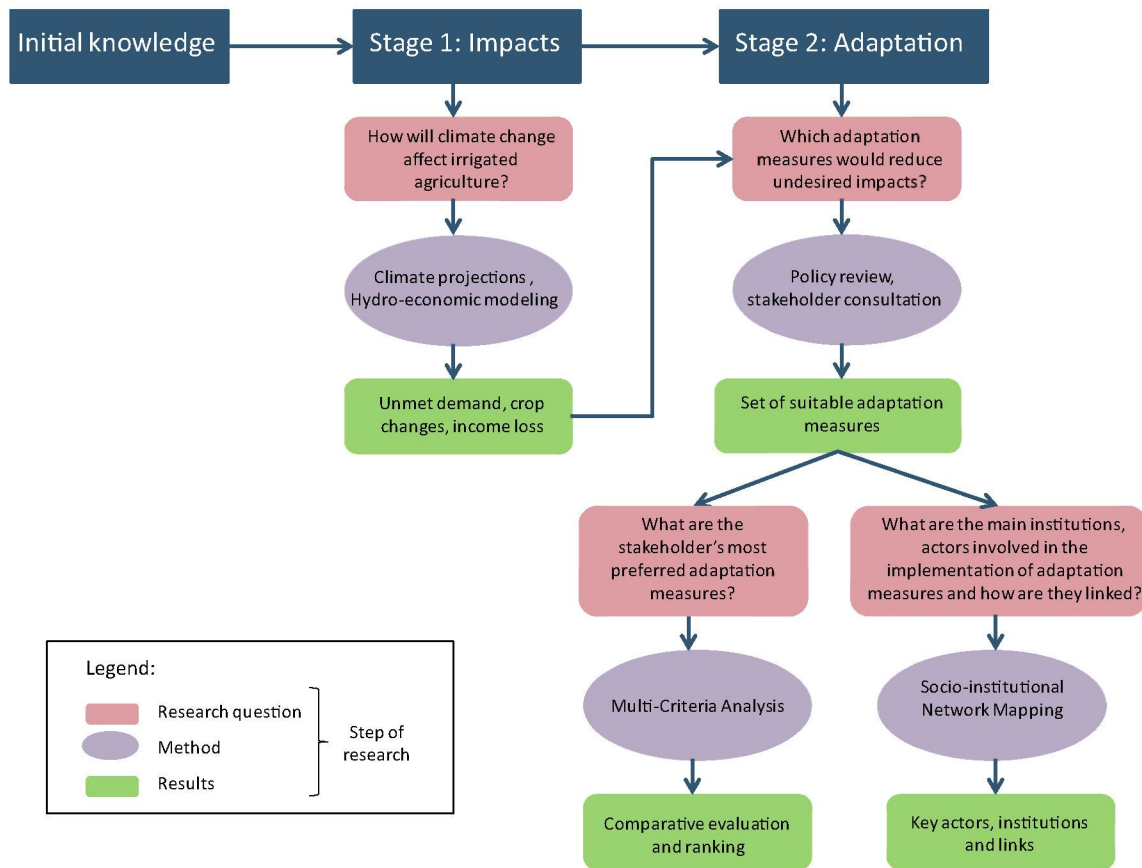 Initial knowledge
Stage 1: Impacts
Stage 2: Adaptation
How will climate change
affect irrigated
agriculture?
Which adaptation
measures would reduce
undesired impacts?
Climate projections ,
Hydro-economic modeling
Policy review,
stakeholder consultation
Unmet demand, crop
changes, income loss
Set of suitable adaptation
measures
What are the
stakeholder’s most
preferred adaptation
measures?
What are the main institutions,
actors involved in the
implementation of adaptation
measures and how are they linked?
Multi-Criteria Analysis
Socio-institutional
Network Mapping
Comparative evaluation
and ranking
Key actors, institutions
and links
Legend:
Research question
Method
Results
Step of
research